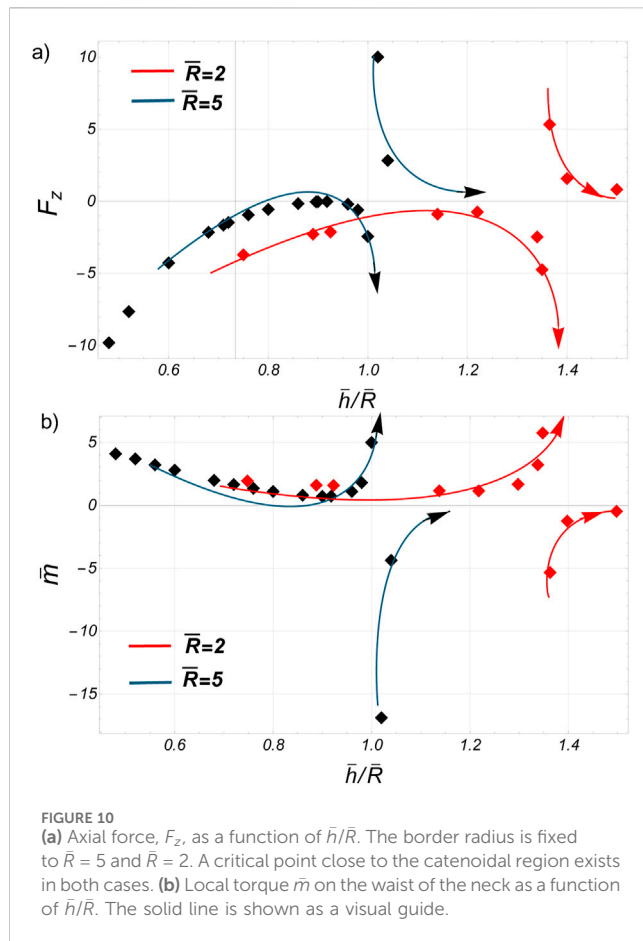 a)
R̄=2
R̄=5
10
5
0
−5
−10
F_z
0.6 0.8 1.0 1.2 1.4
h̄/R̄
b)
5
0
−5
−10
−15
m̄
R̄=2
R̄=5
0.6 0.8 1.0 1.2 1.4
h̄/R̄
FIGURE 10
(a) Axial force, F_z, as a function of h̄/R̄. The border radius is fixed
to R̄ = 5 and R̄ = 2. A critical point close to the catenoidal region exists
in both cases. (b) Local torque m̄ on the waist of the neck as a function
of h̄/R̄. The solid line is shown as a visual guide.